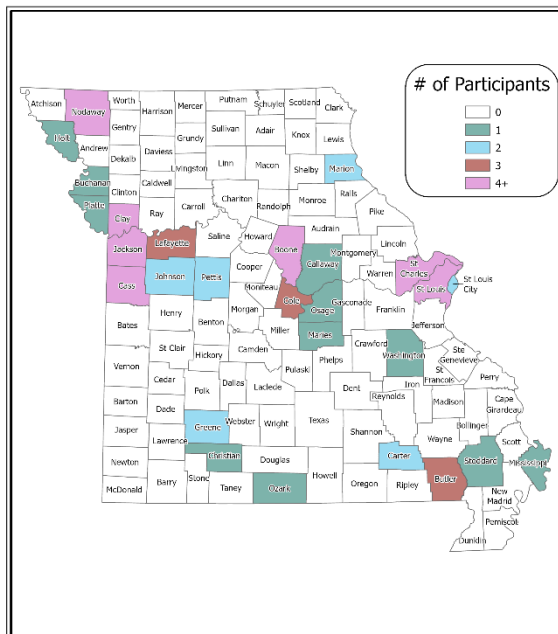 # of Participants
0
1
2
3
4+
Atchison
Nodaway
Worth
Harrison
Mercer
Putnam
Schuyler
Scotland
Clark
Holt
Andrew
Gentry
Dekalb
Daviess
Grundy
Sullivan
Adair
Knox
Lewis
Buchanan
Clinton
Caldwell
Livingston
Linn
Macon
Shelby
Marion
Platte
Clay
Ray
Carroll
Chariton
Randolph
Monroe
Ralls
Pike
Jackson
Lafayette
Saline
Howard
Boone
Audrain
Callaway
Montgomery
Lincoln
Warren
St Charles
St Louis
St Louis City
Cass
Johnson
Pettis
Cooper
Moniteau
Cole
Osage
Gasconade
Franklin
Jefferson
Bates
Henry
Benton
Morgan
Miller
Maries
Crawford
Washington
Ste Genevieve
St Francois
Perry
Vernon
St Clair
Hickory
Camden
Pulaski
Phelps
Dent
Iron
Madison
Cape Girardeau
Barton
Cedar
Polk
Dallas
Laclede
Texas
Reynolds
Bollinger
Jasper
Dade
Greene
Webster
Wright
Shannon
Wayne
Scott
Newton
Lawrence
Christian
Douglas
Carter
Stoddard
Mississippi
McDonald
Barry
Stone
Taney
Ozark
Howell
Oregon
Ripley
Butler
New Madrid
Pemiscot
Dunklin